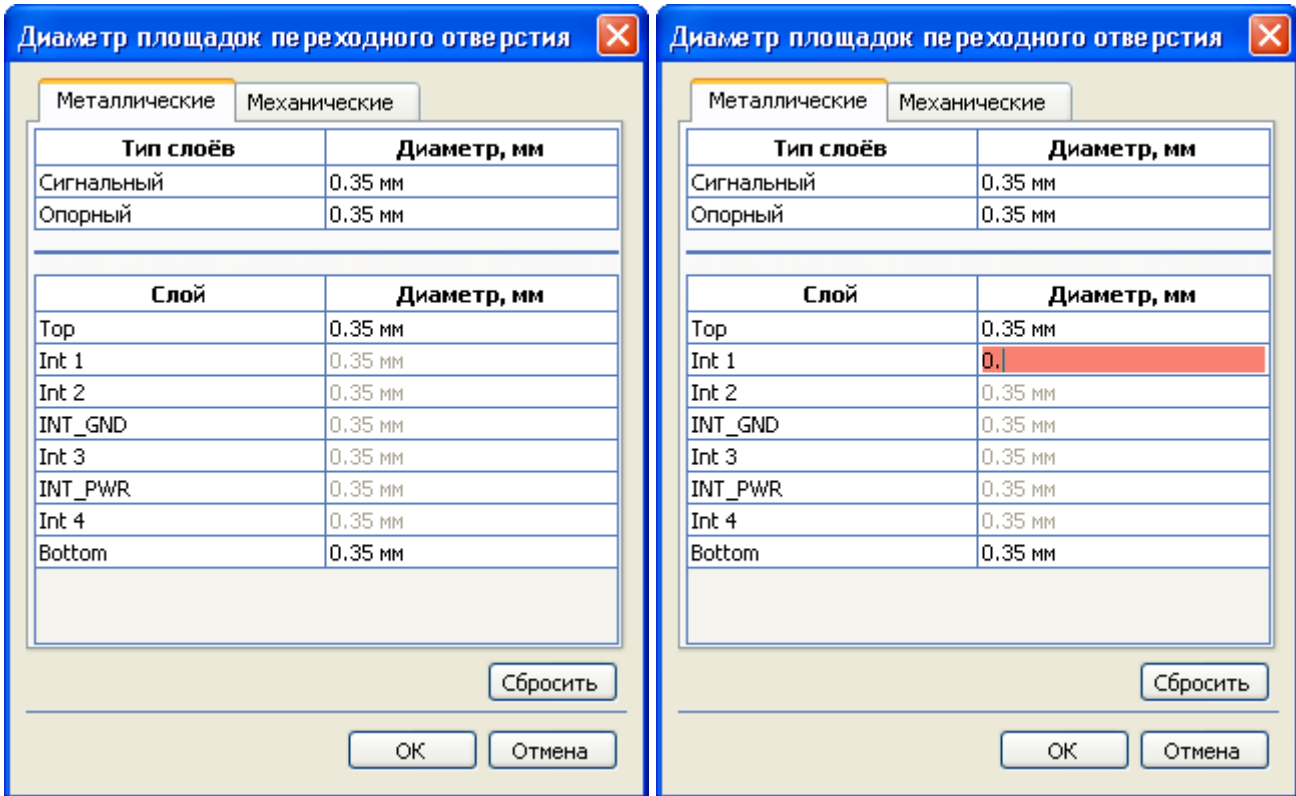 Диаметр площадок переходного отверстия
Металлические Механические
Тип слоёв Диаметр, мм
Сигнальный 0.35 мм
Опорный 0.35 мм
Слой Диаметр, мм
Top 0.35 мм
Int 1 0.35 мм
Int 2 0.35 мм
INT_GND 0.35 мм
Int 3 0.35 мм
INT_PWR 0.35 мм
Int 4 0.35 мм
Bottom 0.35 мм
Сбросить
ОК Отмена
Диаметр площадок переходного отверстия
Металлические Механические
Тип слоёв Диаметр, мм
Сигнальный 0.35 мм
Опорный 0.35 мм
Слой Диаметр, мм
Top 0.35 мм
Int 1 0.
Int 2 0.35 мм
INT_GND 0.35 мм
Int 3 0.35 мм
INT_PWR 0.35 мм
Int 4 0.35 мм
Bottom 0.35 мм
Сбросить
ОК Отмена